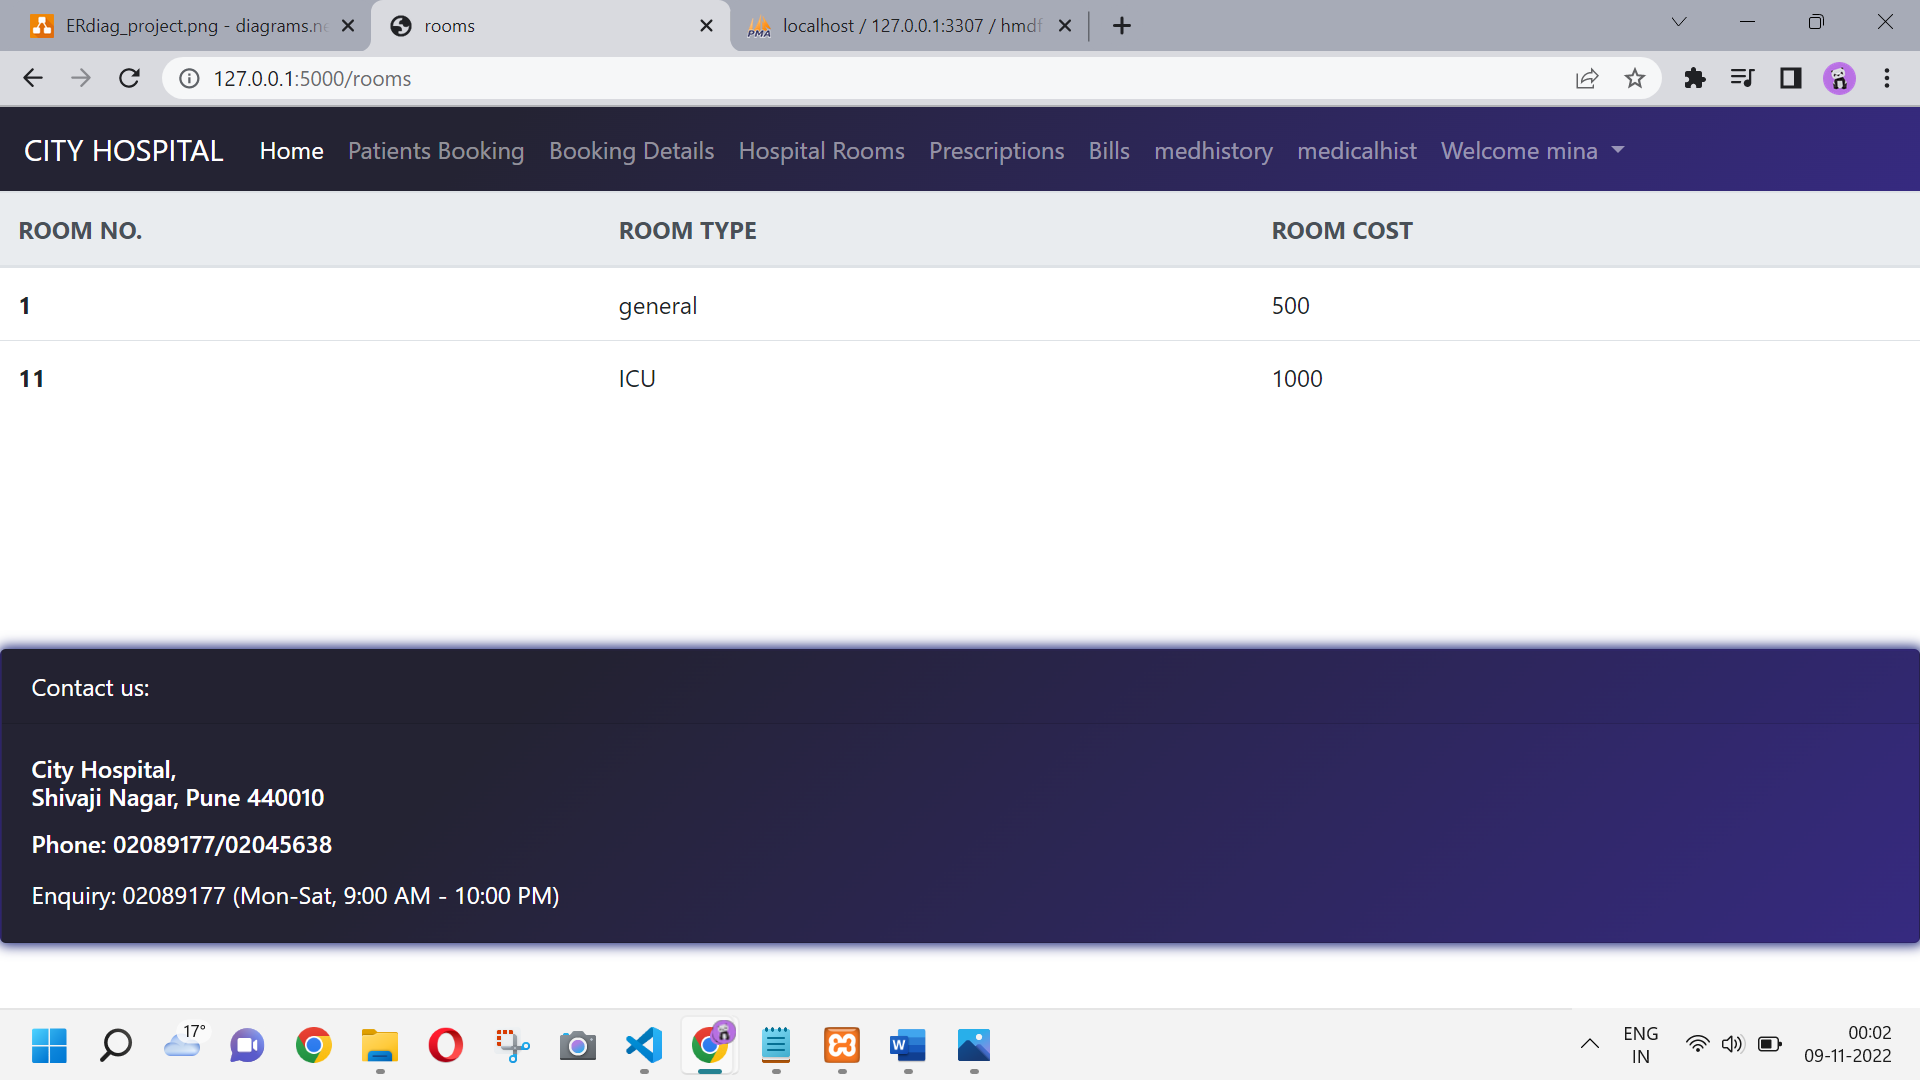 ERdiag_project.png - diagrams.ne
rooms
PMA
localhost / 127.0.0.1:3307 / hmdf
127.0.0.1:5000/rooms
CITY HOSPITAL Home Patients Booking Booking Details Hospital Rooms Prescriptions Bills medhistory medicalhist Welcome mina
ROOM NO. ROOM TYPE ROOM COST
1 general 500
11 ICU 1000
Contact us:
City Hospital,
Shivaji Nagar, Pune 440010
Phone: 02089177/02045638
Enquiry: 02089177 (Mon-Sat, 9:00 AM - 10:00 PM)
17°
W
ENG
IN
00:02
09-11-2022